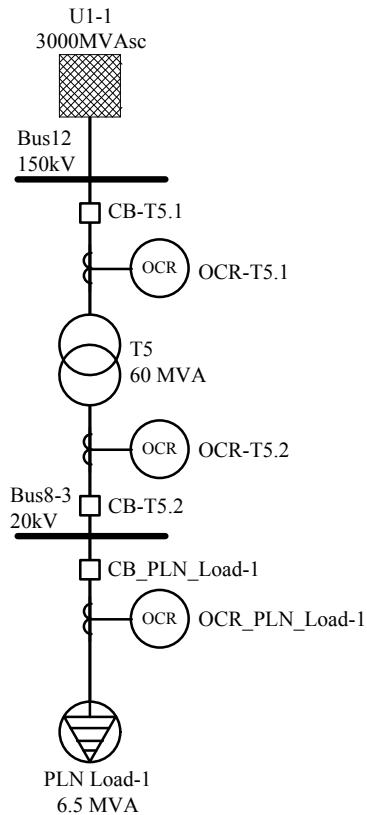 U1-1
3000MVAsc
Bus12
150kV
CB-T5.1
OCR
OCR-T5.1
T5
60 MVA
OCR
OCR-T5.2
Bus8-3
20kV
CB-T5.2
CB_PLN_Load-1
OCR
OCR_PLN_Load-1
PLN Load-1
6.5 MVA